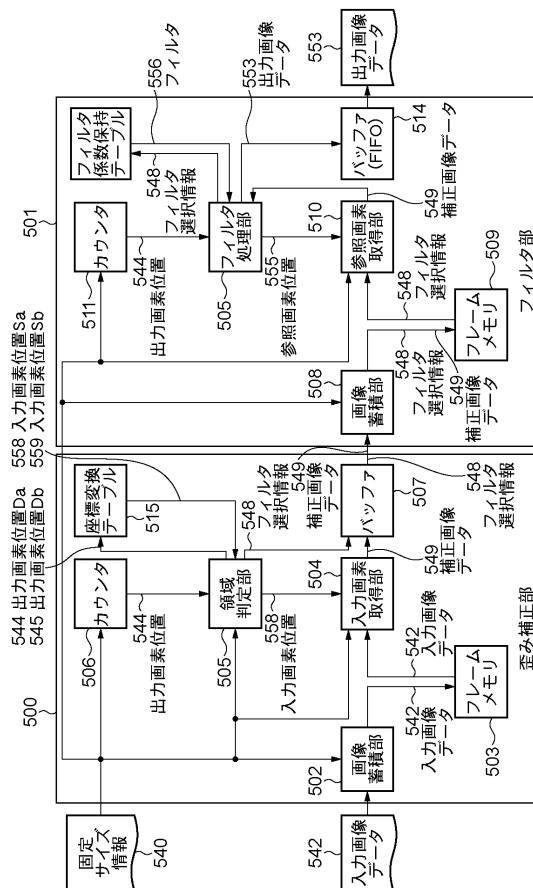 544 出力画素位置Da
545 出力画素位置Db
558 入力画素位置Sa
559 入力画素位置Sb
500
501
固定
サイズ
情報
540
カウンタ
506
座標変換
テーブル
515
カウンタ
511
フィルタ
係数保持
テーブル
556
フィルタ
548
フィルタ
選択情報
544
出力画素位置
領域
判定部
505
558
入力画素位置
548
フィルタ
選択情報
549
補正画像
データ
544
出力画素位置
フィルタ
処理部
505
555
参照画素位置
553
出力画像
データ
入力画像
データ
542
画像
蓄積部
502
入力画素
取得部
504
バッファ
507
画像
蓄積部
508
参照画素
取得部
510
バッファ
(FIFO)
514
出力画像
データ
553
542
入力画像
データ
542
入力画像
データ
フレーム
メモリ
503
549
補正画像
データ
548
フィルタ
選択情報
548
フィルタ
選択情報
549
補正画像
データ
548
フィルタ
選択情報
フレーム
メモリ
509
549
補正画像データ
歪み補正部
フィルタ部